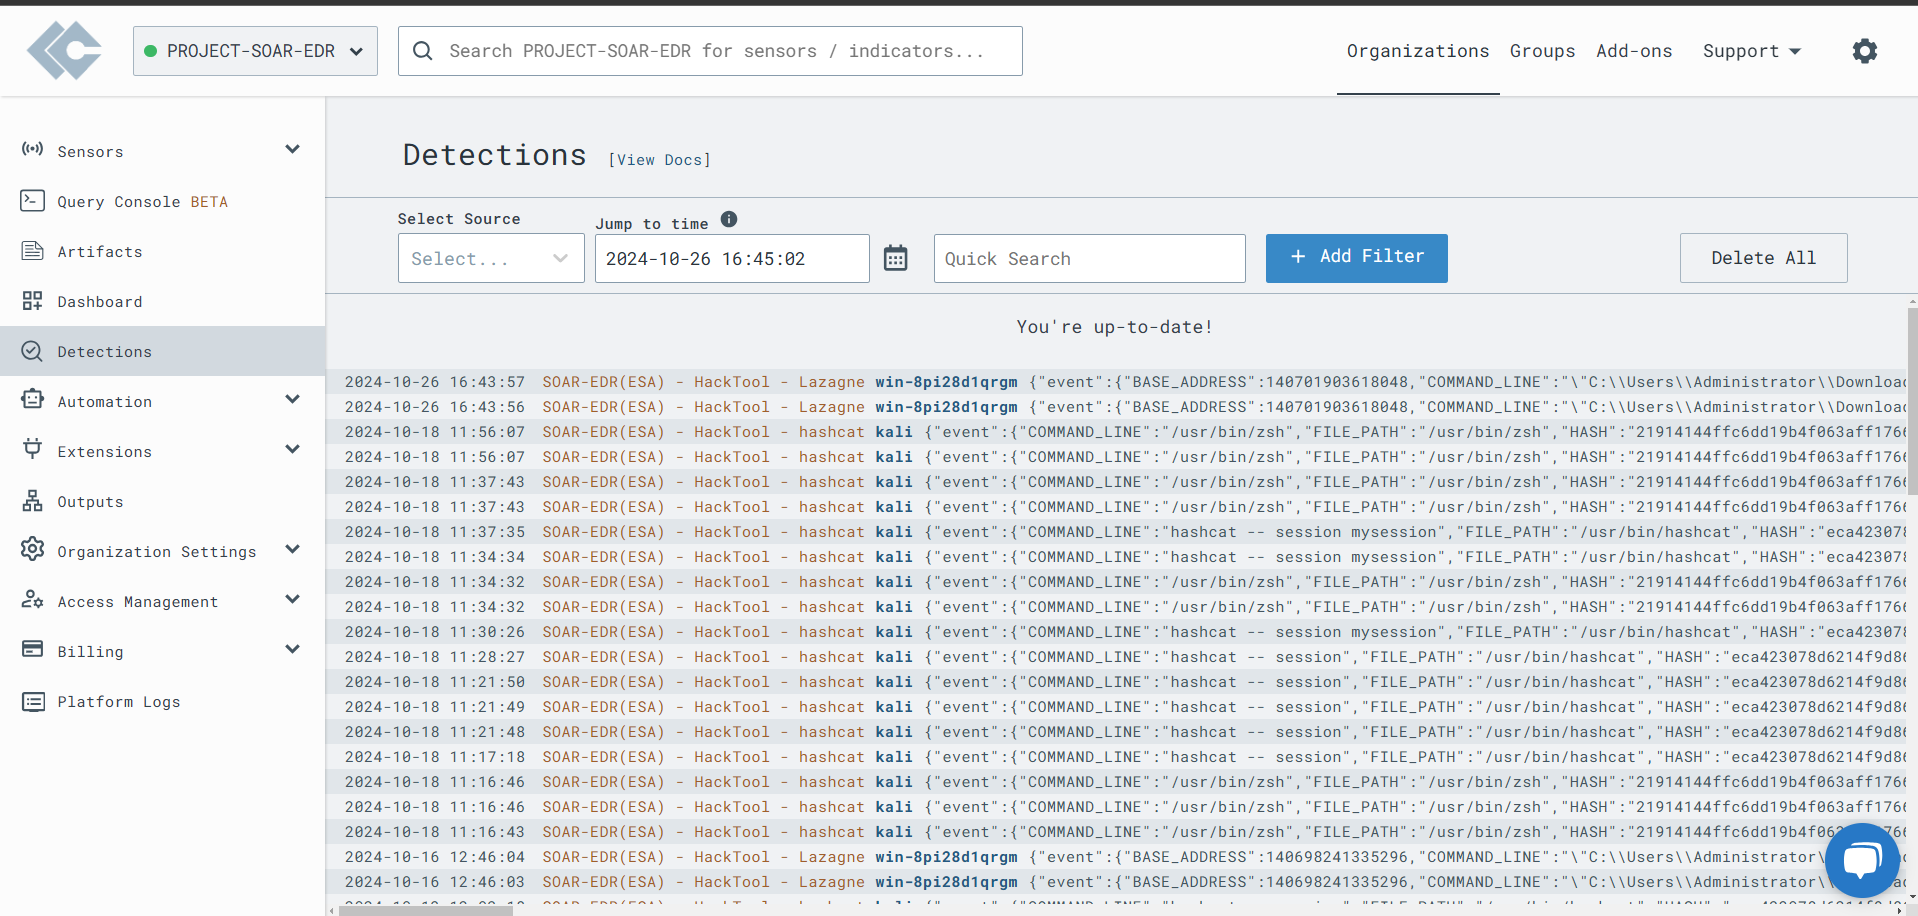 PROJECT-SOAR-EDR
Search PROJECT-SOAR-EDR for sensors / indicators...
Organizations Groups Add-ons Support
Sensors
Query Console BETA
Artifacts
Dashboard
Detections
Automation
Extensions
Outputs
Organization Settings
Access Management
Billing
Platform Logs
Detections [View Docs]
Select Source
Jump to time
Select...
2024-10-26 16:45:02
Quick Search
+ Add Filter
Delete All
You're up-to-date!
2024-10-26 16:43:57 SOAR-EDR(ESA) - HackTool - Lazagne win-8pi28d1qrgm {"event":{"BASE_ADDRESS":140701903618048,"COMMAND_LINE":"\"C:\\Users\\Administrator\\Downloa
2024-10-26 16:43:56 SOAR-EDR(ESA) - HackTool - Lazagne win-8pi28d1qrgm {"event":{"BASE_ADDRESS":140701903618048,"COMMAND_LINE":"\"C:\\Users\\Administrator\\Downloa
2024-10-18 11:56:07 SOAR-EDR(ESA) - HackTool - hashcat kali {"event":{"COMMAND_LINE":"/usr/bin/zsh","FILE_PATH":"/usr/bin/zsh","HASH":"21914144ffc6dd19b4f063aff176
2024-10-18 11:56:07 SOAR-EDR(ESA) - HackTool - hashcat kali {"event":{"COMMAND_LINE":"/usr/bin/zsh","FILE_PATH":"/usr/bin/zsh","HASH":"21914144ffc6dd19b4f063aff176
2024-10-18 11:37:43 SOAR-EDR(ESA) - HackTool - hashcat kali {"event":{"COMMAND_LINE":"/usr/bin/zsh","FILE_PATH":"/usr/bin/zsh","HASH":"21914144ffc6dd19b4f063aff176
2024-10-18 11:37:43 SOAR-EDR(ESA) - HackTool - hashcat kali {"event":{"COMMAND_LINE":"/usr/bin/zsh","FILE_PATH":"/usr/bin/zsh","HASH":"21914144ffc6dd19b4f063aff176
2024-10-18 11:37:35 SOAR-EDR(ESA) - HackTool - hashcat kali {"event":{"COMMAND_LINE":"hashcat -- session mysession","FILE_PATH":"/usr/bin/hashcat","HASH":"eca42307
2024-10-18 11:34:34 SOAR-EDR(ESA) - HackTool - hashcat kali {"event":{"COMMAND_LINE":"hashcat -- session mysession","FILE_PATH":"/usr/bin/hashcat","HASH":"eca42307
2024-10-18 11:34:32 SOAR-EDR(ESA) - HackTool - hashcat kali {"event":{"COMMAND_LINE":"/usr/bin/zsh","FILE_PATH":"/usr/bin/zsh","HASH":"21914144ffc6dd19b4f063aff176
2024-10-18 11:34:32 SOAR-EDR(ESA) - HackTool - hashcat kali {"event":{"COMMAND_LINE":"/usr/bin/zsh","FILE_PATH":"/usr/bin/zsh","HASH":"21914144ffc6dd19b4f063aff176
2024-10-18 11:30:26 SOAR-EDR(ESA) - HackTool - hashcat kali {"event":{"COMMAND_LINE":"hashcat -- session mysession","FILE_PATH":"/usr/bin/hashcat","HASH":"eca42307
2024-10-18 11:28:27 SOAR-EDR(ESA) - HackTool - hashcat kali {"event":{"COMMAND_LINE":"hashcat -- session","FILE_PATH":"/usr/bin/hashcat","HASH":"eca423078d6214f9d8
2024-10-18 11:21:50 SOAR-EDR(ESA) - HackTool - hashcat kali {"event":{"COMMAND_LINE":"hashcat -- session","FILE_PATH":"/usr/bin/hashcat","HASH":"eca423078d6214f9d8
2024-10-18 11:21:49 SOAR-EDR(ESA) - HackTool - hashcat kali {"event":{"COMMAND_LINE":"hashcat -- session","FILE_PATH":"/usr/bin/hashcat","HASH":"eca423078d6214f9d8
2024-10-18 11:21:48 SOAR-EDR(ESA) - HackTool - hashcat kali {"event":{"COMMAND_LINE":"hashcat -- session","FILE_PATH":"/usr/bin/hashcat","HASH":"eca423078d6214f9d8
2024-10-18 11:17:18 SOAR-EDR(ESA) - HackTool - hashcat kali {"event":{"COMMAND_LINE":"hashcat -- session","FILE_PATH":"/usr/bin/hashcat","HASH":"eca423078d6214f9d8
2024-10-18 11:16:46 SOAR-EDR(ESA) - HackTool - hashcat kali {"event":{"COMMAND_LINE":"/usr/bin/zsh","FILE_PATH":"/usr/bin/zsh","HASH":"21914144ffc6dd19b4f063aff176
2024-10-18 11:16:46 SOAR-EDR(ESA) - HackTool - hashcat kali {"event":{"COMMAND_LINE":"/usr/bin/zsh","FILE_PATH":"/usr/bin/zsh","HASH":"21914144ffc6dd19b4f063aff176
2024-10-18 11:16:43 SOAR-EDR(ESA) - HackTool - hashcat kali {"event":{"COMMAND_LINE":"/usr/bin/zsh","FILE_PATH":"/usr/bin/zsh","HASH":"21914144ffc6dd19b4f06
2024-10-16 12:46:04 SOAR-EDR(ESA) - HackTool - Lazagne win-8pi28d1qrgm {"event":{"BASE_ADDRESS":140698241335296,"COMMAND_LINE":"\"C:\\Users\\Administrator\
2024-10-16 12:46:03 SOAR-EDR(ESA) - HackTool - Lazagne win-8pi28d1qrgm {"event":{"BASE_ADDRESS":140698241335296,"COMMAND_LINE":"\"C:\\Users\\Administrator\